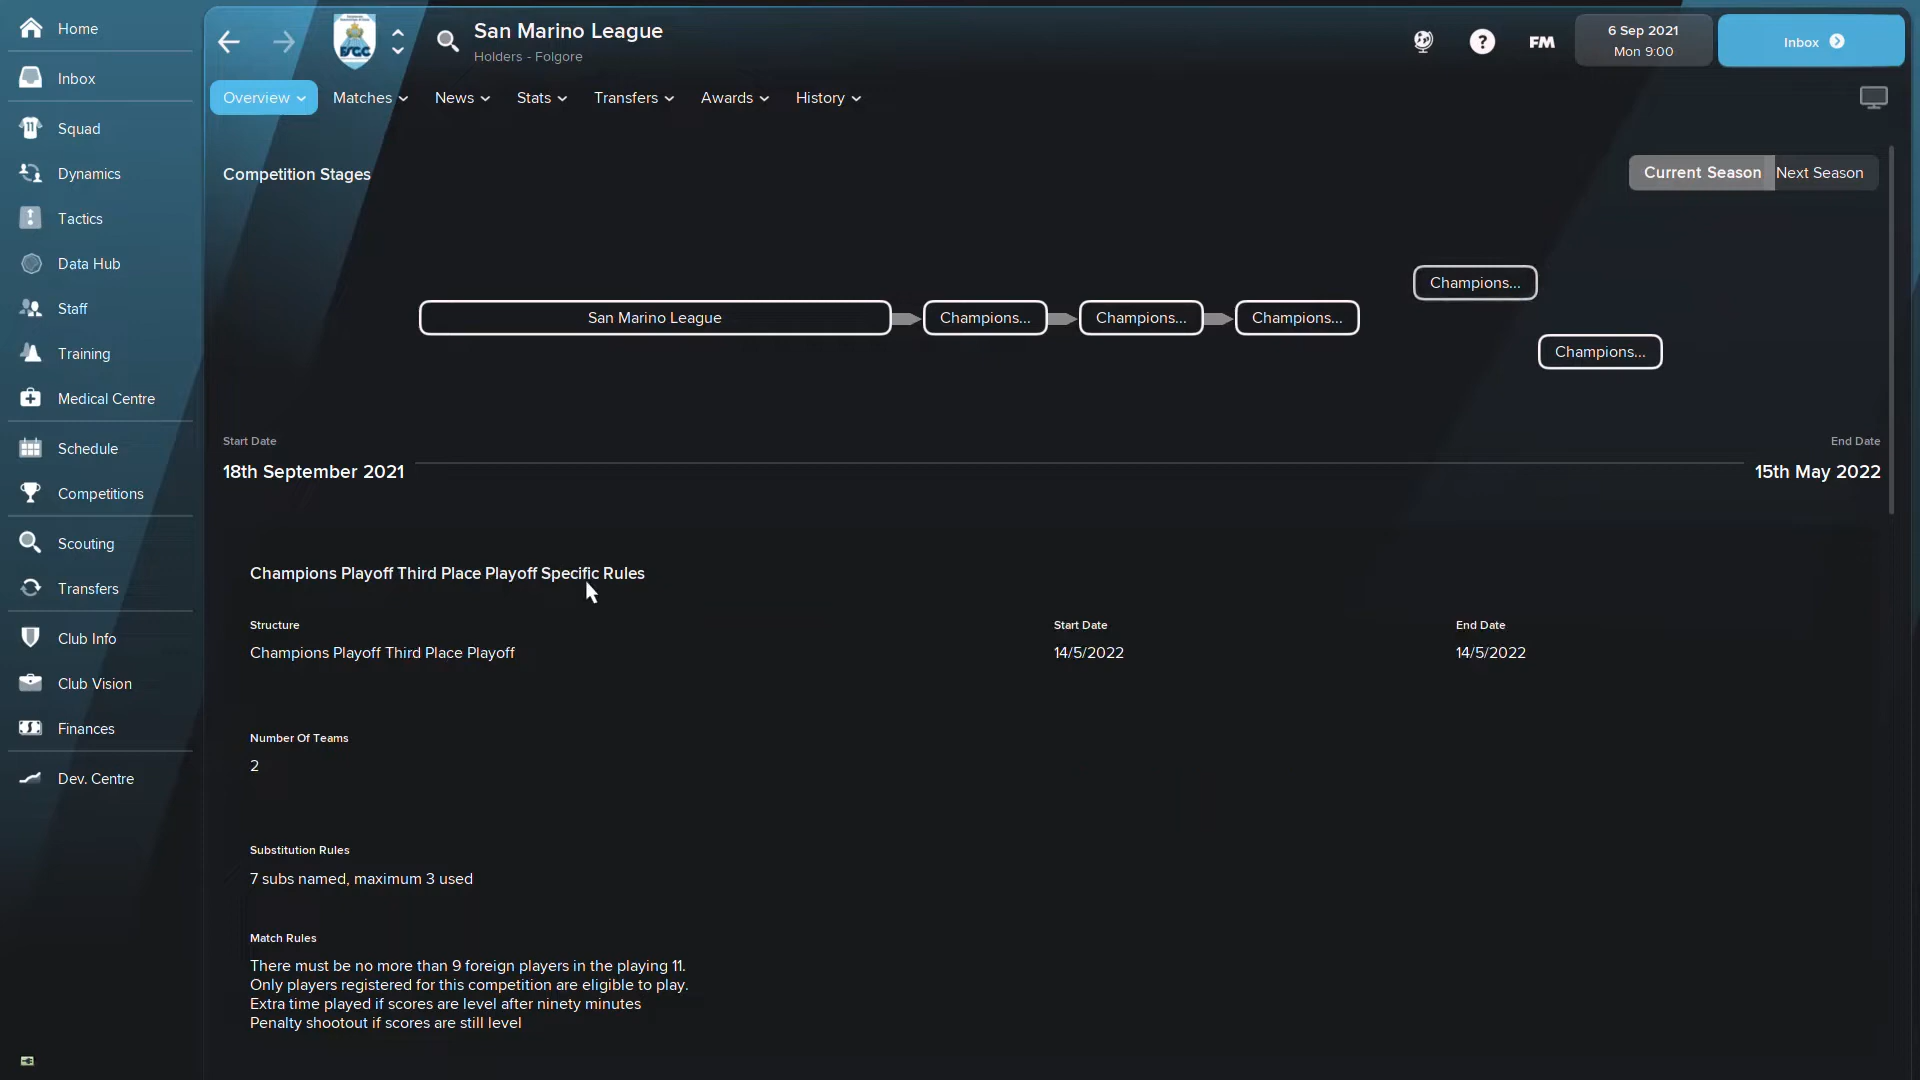 Home
Inbox
Squad
Dynamics
Tactics
Data Hub
Staff
Training
Medical Centre
Schedule
Competitions
Scouting
Transfers
Club Info
Club Vision
Finances
Dev. Centre
San Marino League
Holders - Folgore
FM
6 Sep 2021
Mon 9:00
Inbox
Overview
Matches
News
Stats
Transfers
Awards
History
Competition Stages
Current Season
Next Season
San Marino League
Champions...
Champions...
Champions...
Champions...
Champions...
Start Date
18th September 2021
End Date
15th May 2022
Champions Playoff Third Place Playoff Specific Rules
Structure
Champions Playoff Third Place Playoff
Start Date
14/5/2022
End Date
14/5/2022
Number Of Teams
2
Substitution Rules
7 subs named, maximum 3 used
Match Rules
There must be no more than 9 foreign players in the playing 11.
Only players registered for this competition are eligible to play.
Extra time played if scores are level after ninety minutes
Penalty shootout if scores are still level